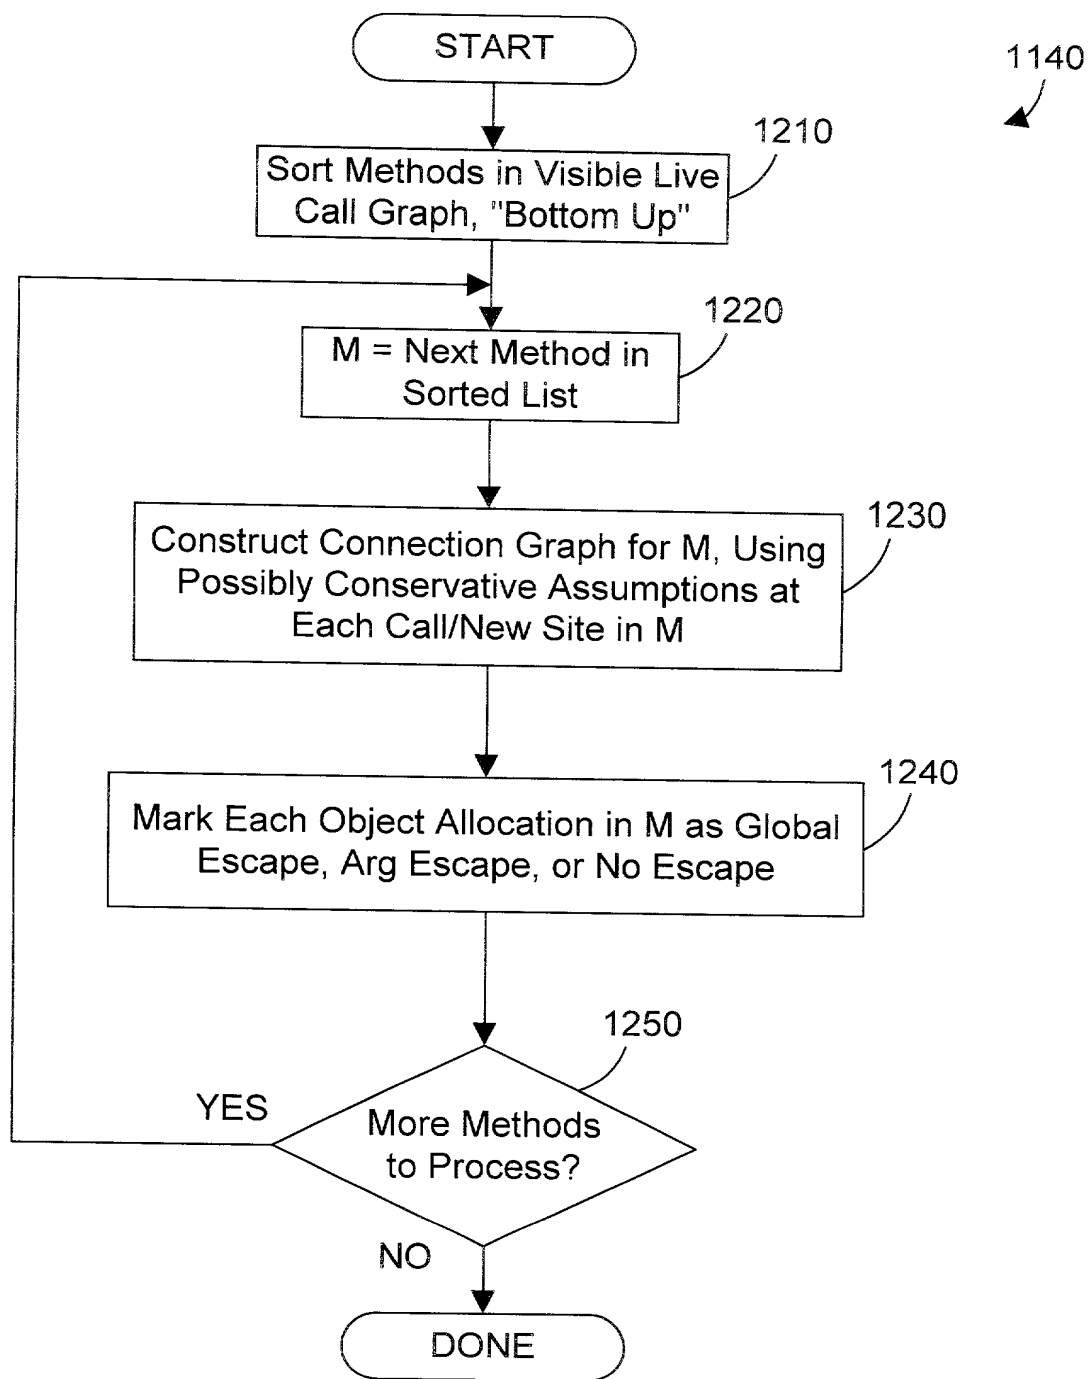 START
1140
1210
Sort Methods in Visible Live
Call Graph, "Bottom Up"
1220
M = Next Method in
Sorted List
1230
Construct Connection Graph for M, Using
Possibly Conservative Assumptions at
Each Call/New Site in M
1240
Mark Each Object Allocation in M as Global
Escape, Arg Escape, or No Escape
1250
YES
More Methods
to Process?
NO
DONE